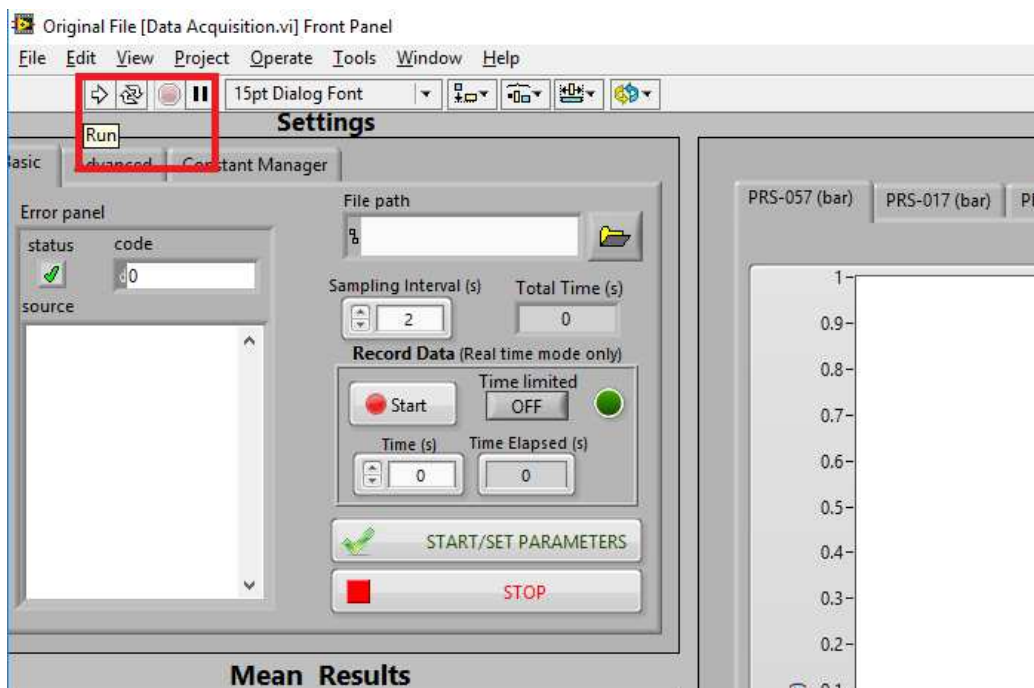 Original File [Data Acquisition.vi] Front Panel
File Edit View Project Operate Tools Window Help
15pt Dialog Font
Run
Settings
asic Advanced Constant Manager
Error panel
status code
0
source
File path
Sampling Interval (s) Total Time (s)
2 0
Record Data (Real time mode only)
Time limited
Start OFF
Time (s) Time Elapsed (s)
0 0
START/SET PARAMETERS
STOP
Mean Results
PRS-057 (bar) PRS-017 (bar) P
1
0.9
0.8
0.7
0.6
0.5
0.4
0.3
0.2
0.1